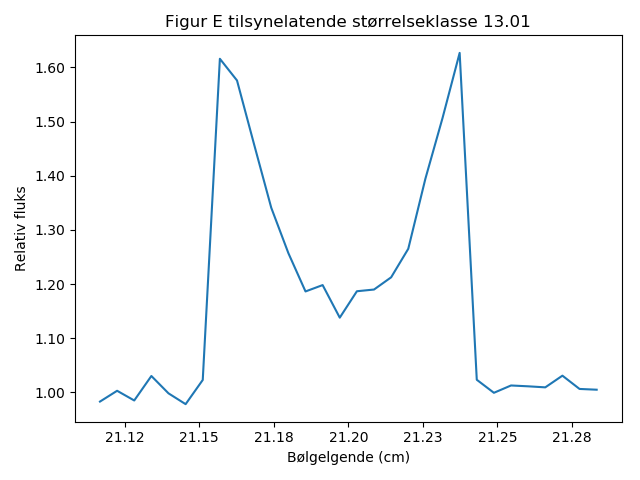 Figur E tilsynelatende størrelseklasse 13.01
Relativ fluks
1.60
1.50
1.40
1.30
1.20
1.10
1.00
21.12 21.15 21.18 21.20 21.23 21.25 21.28
Bølgelgende (cm)